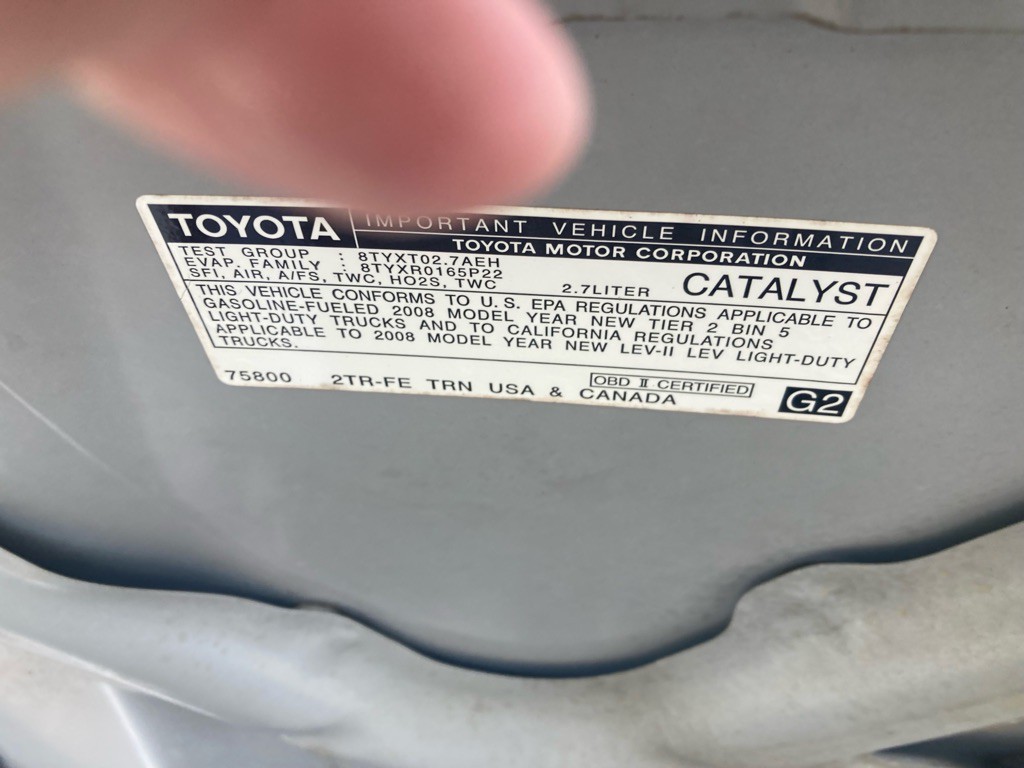 TOYOTA
IMPORTANT VEHICLE INFORMATION
TOYOTA MOTOR CORPORATION
TEST GROUP : 8TYXT02.7AEH
EVAP. FAMILY : 8TYXR0165P22
SFI, AIR, A/FS, TWC, HO2S, TWC
2.7LITER CATALYST
THIS VEHICLE CONFORMS TO U.S. EPA REGULATIONS APPLICABLE TO
GASOLINE-FUELED 2008 MODEL YEAR NEW TIER 2 BIN 5
LIGHT-DUTY TRUCKS AND TO CALIFORNIA REGULATIONS
APPLICABLE TO 2008 MODEL YEAR NEW LEV-II LEV LIGHT-DUTY
TRUCKS.
OBD II CERTIFIED
75800 2TR-FE TRN USA & CANADA G2